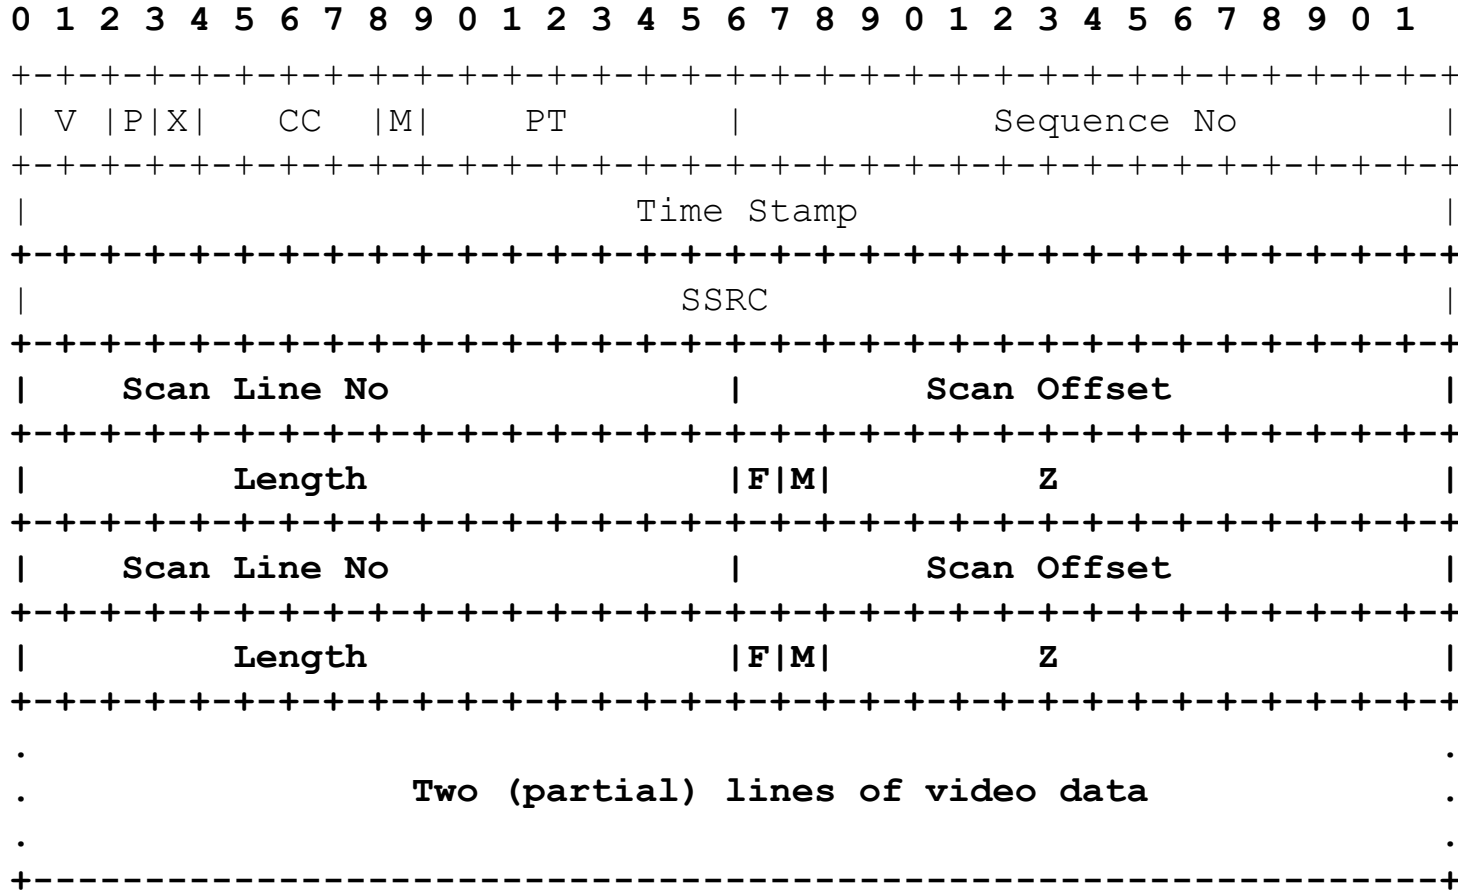 0 1 2 3 4 5 6 7 8 9 0 1 2 3 4 5 6 7 8 9 0 1 2 3 4 5 6 7 8 9 0 1
+-+-+-+-+-+-+-+-+-+-+-+-+-+-+-+-+-+-+-+-+-+-+-+-+-+-+-+-+-+-+-+-+
| V |P|X|   CC  |M|    PT       |           Sequence No         |
+-+-+-+-+-+-+-+-+-+-+-+-+-+-+-+-+-+-+-+-+-+-+-+-+-+-+-+-+-+-+-+-+
|                           Time Stamp                          |
+-+-+-+-+-+-+-+-+-+-+-+-+-+-+-+-+-+-+-+-+-+-+-+-+-+-+-+-+-+-+-+-+
|                             SSRC                              |
+-+-+-+-+-+-+-+-+-+-+-+-+-+-+-+-+-+-+-+-+-+-+-+-+-+-+-+-+-+-+-+-+
|    Scan Line No               |        Scan Offset            |
+-+-+-+-+-+-+-+-+-+-+-+-+-+-+-+-+-+-+-+-+-+-+-+-+-+-+-+-+-+-+-+-+
|         Length                |F|M|         Z                 |
+-+-+-+-+-+-+-+-+-+-+-+-+-+-+-+-+-+-+-+-+-+-+-+-+-+-+-+-+-+-+-+-+
|    Scan Line No               |        Scan Offset            |
+-+-+-+-+-+-+-+-+-+-+-+-+-+-+-+-+-+-+-+-+-+-+-+-+-+-+-+-+-+-+-+-+
|         Length                |F|M|         Z                 |
+-+-+-+-+-+-+-+-+-+-+-+-+-+-+-+-+-+-+-+-+-+-+-+-+-+-+-+-+-+-+-+-+
.                                                               .
.                 Two (partial) lines of video data             .
.                                                               .
+---------------------------------------------------------------+